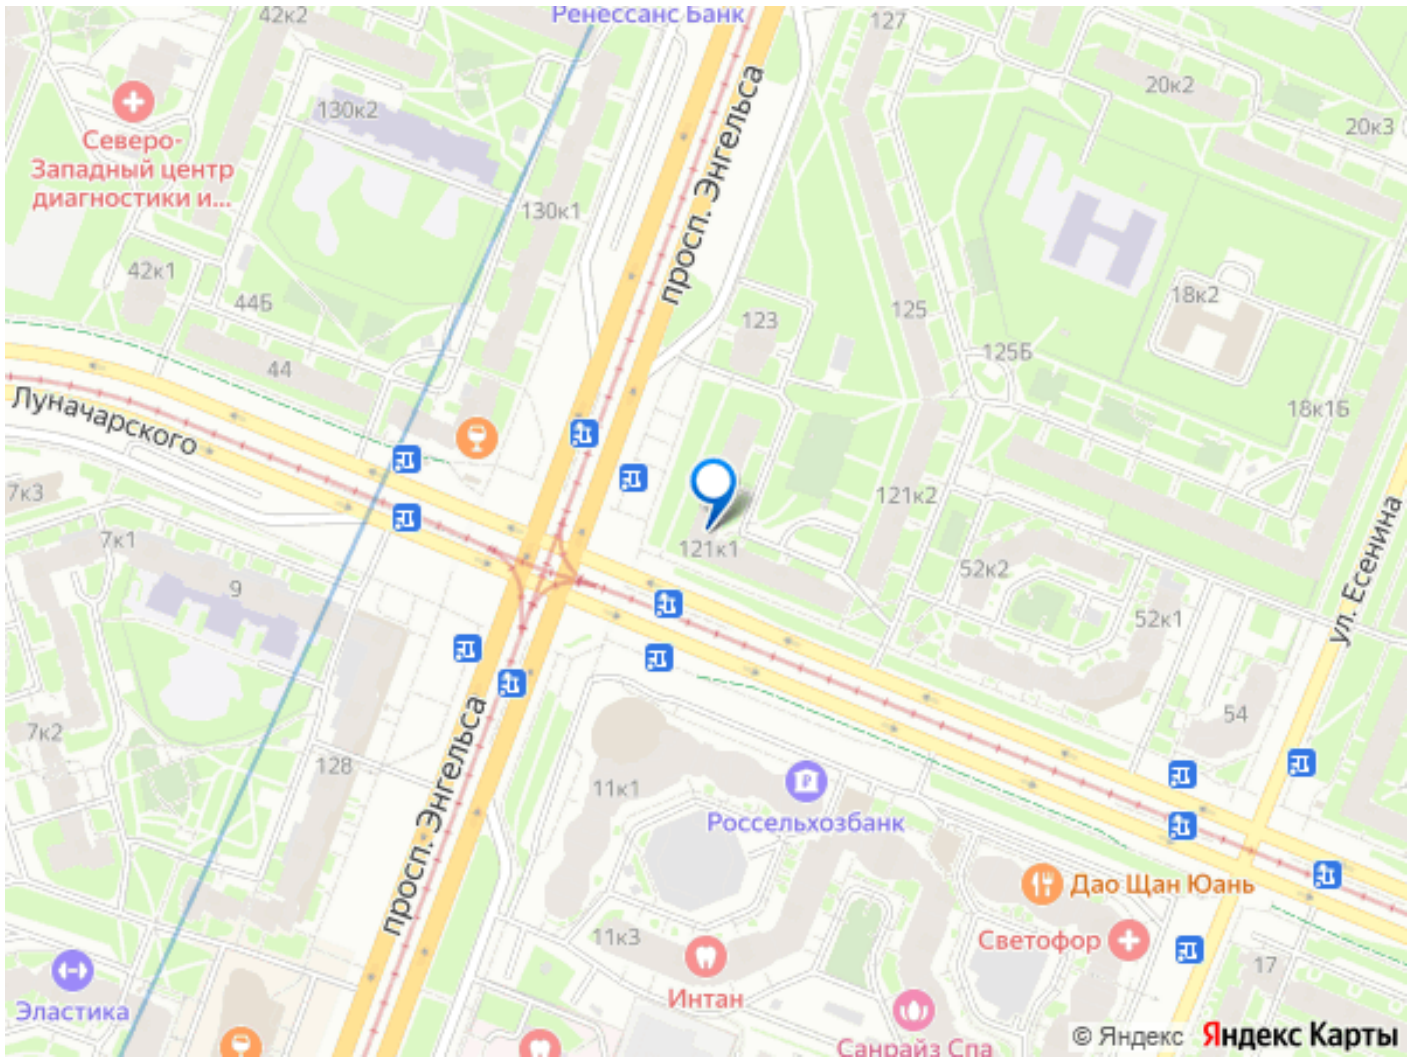 42к2
Ренессанс Банк
127
20к2
20к3
130к2
Северо-
Западный центр
диагностики и...
просп. Энгельса
130к1
42к1
44Б
18к2
123
125
125Б
44
Луначарского
18к1Б
7к3
121к2
7к1
121к1
52к2
ул. Есенина
9
52к1
54
7к2
просп. Энгельса
128
11к1
Россельхозбанк
Дао Щан Юань
11к3
Светофор
17
Интан
Эластика
Санрайз Спа
© Яндекс Яндекс Карты